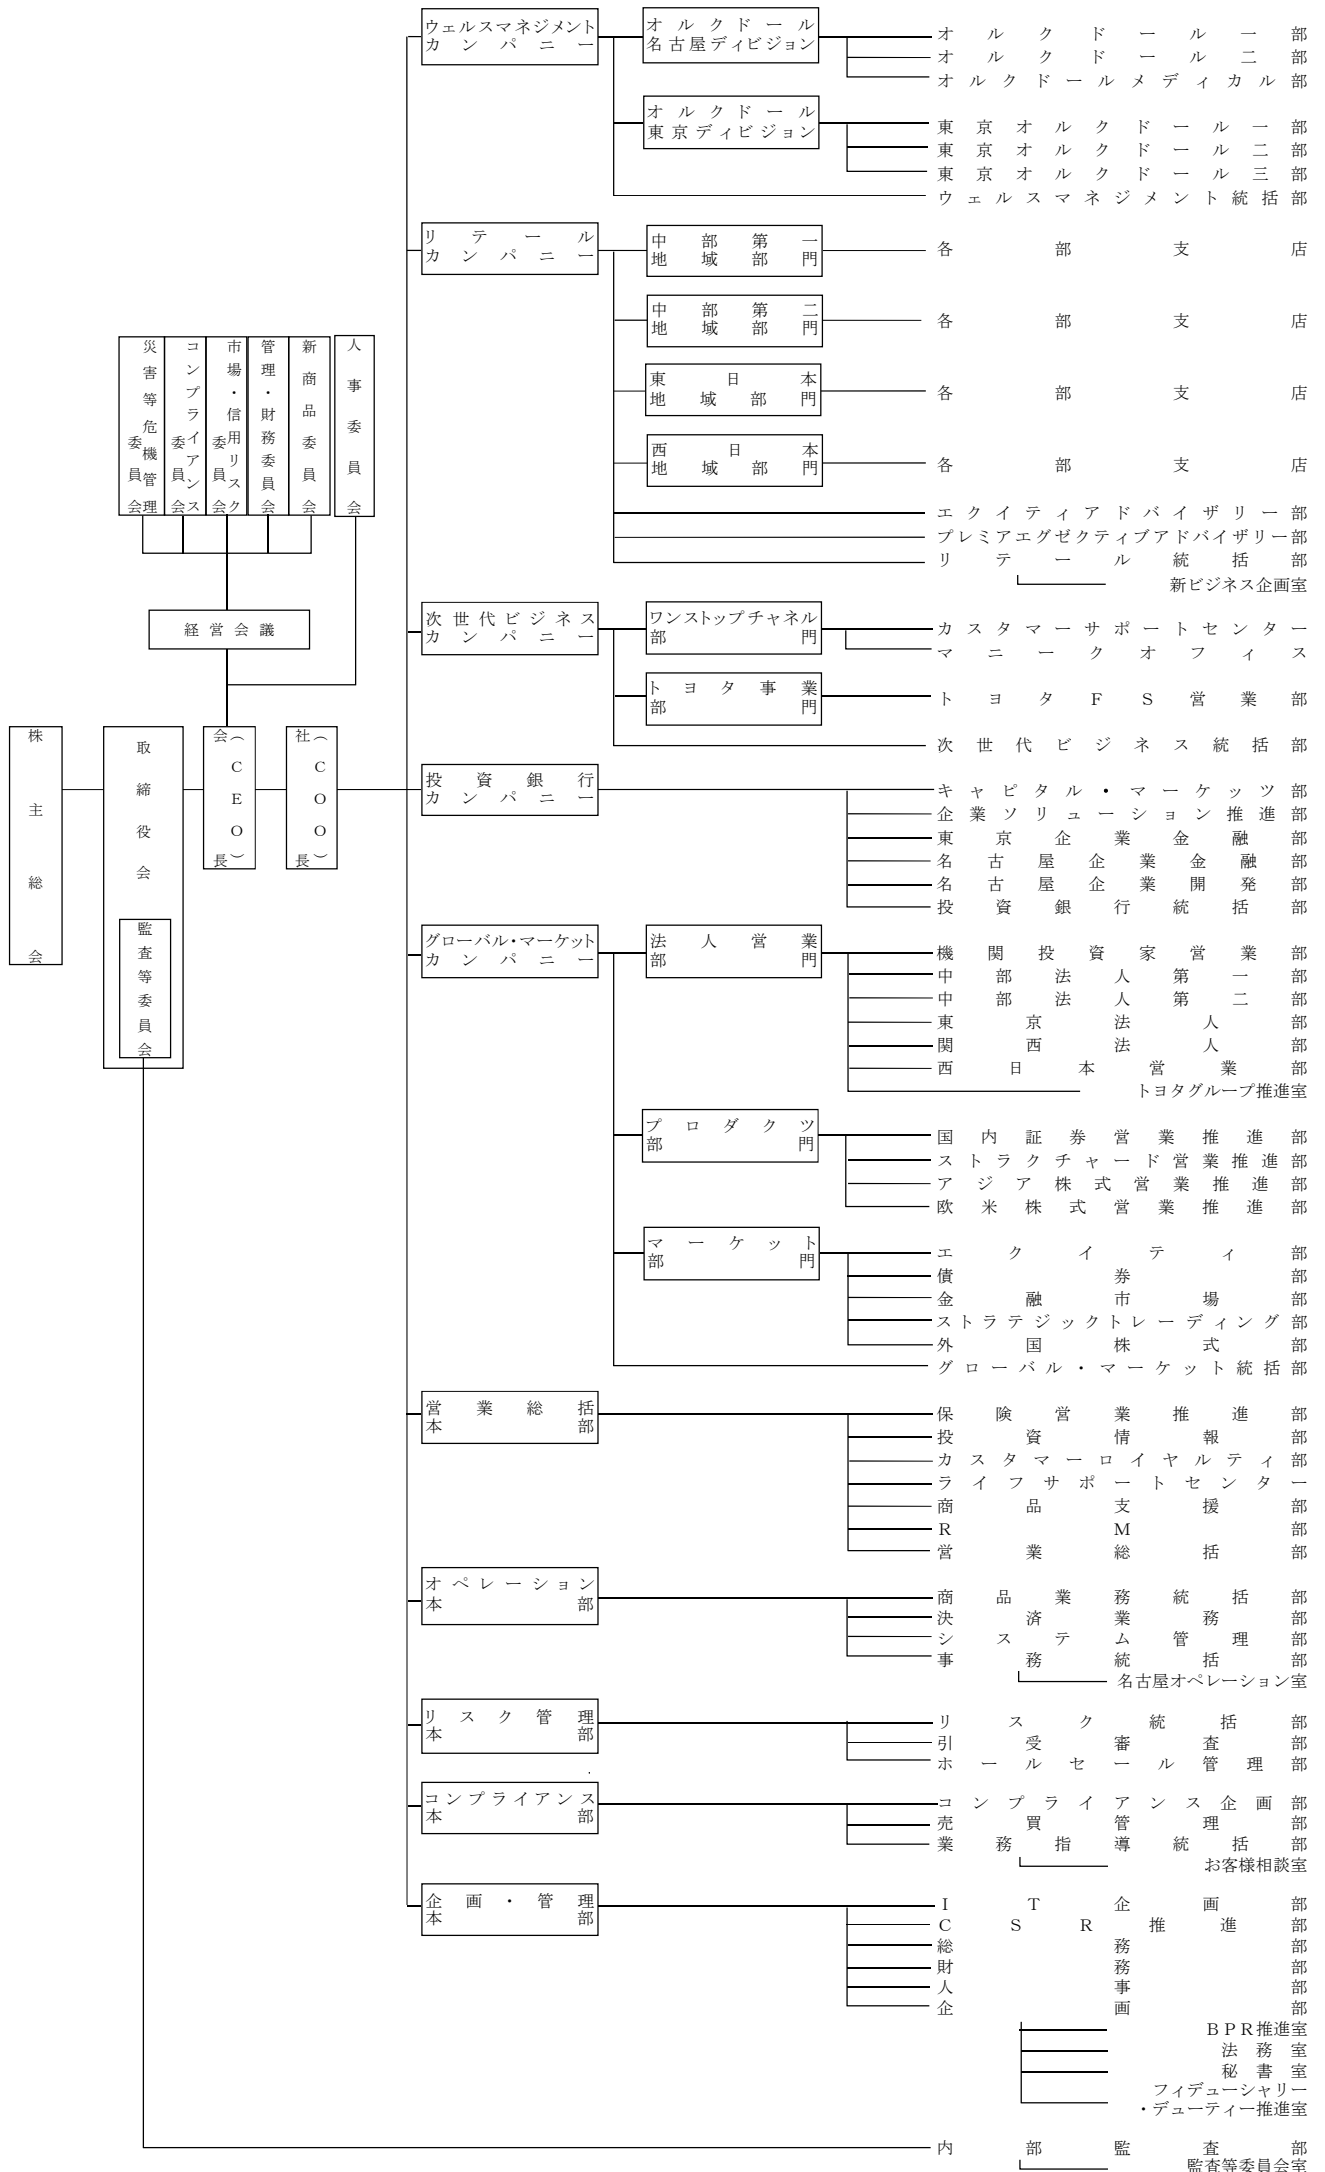 株主総会
取締役会
監査等委員会
会長
（CEO）
社長
（COO）
経営会議
災害等危機管理
委員会
コンプライアンス
委員会
市場・信用リスク
委員会
管理・財務委員会
新商品委員会
人事委員会
ウェルスマネジメント
カンパニー
オルクドール
名古屋ディビジョン
オルクドール一部
オルクドール二部
オルクドールメディカル部
オルクドール
東京ディビジョン
東京オルクドール一部
東京オルクドール二部
東京オルクドール三部
ウェルスマネジメント統括部
リテール
カンパニー
中部第一
地域部門
各部支店
中部第二
地域部門
各部支店
東日本
地域部門
各部支店
西日本
地域部門
各部支店
エクイティアドバイザリー部
プレミアエグゼクティブアドバイザリー部
リテール統括部
新ビジネス企画室
次世代ビジネス
カンパニー
ワンストップチャネル
部門
カスタマーサポートセンター
マニークオフィス
トヨタ事業
部門
トヨタFS営業部
次世代ビジネス統括部
投資銀行
カンパニー
キャピタル・マーケッツ部
企業ソリューション推進部
東京企業金融部
名古屋企業金融部
名古屋企業開発部
投資銀行統括部
グローバル・マーケット
カンパニー
法人営業
部門
機関投資家営業部
中部法人第一部
中部法人第二部
東京法人部
関西法人部
西日本営業部
トヨタグループ推進室
プロダクツ
部門
国内証券営業推進部
ストラクチャード営業推進部
アジア株式営業推進部
欧米株式営業推進部
マーケット
部門
エクイティ部
債券部
金融市場部
ストラテジックトレーディング部
外国株式部
グローバル・マーケット統括部
営業総括
本部
保険営業推進部
投資情報部
カスタマーロイヤルティ部
ライフサポートセンター
商品支援部
RM部
営業総括部
オペレーション
本部
商品業務統括部
決済業務部
システム管理部
事務統括部
名古屋オペレーション室
リスク管理
本部
リスク統括部
引受審査部
ホールセール管理部
コンプライアンス
本部
コンプライアンス企画部
売買管理部
業務指導統括部
お客様相談室
企画・管理
本部
IT企画部
CSR推進部
総務部
財務部
人事部
企画部
BPR推進室
法務室
秘書室
フィデューシャリー
・デューティー推進室
内部監査部
監査等委員会室